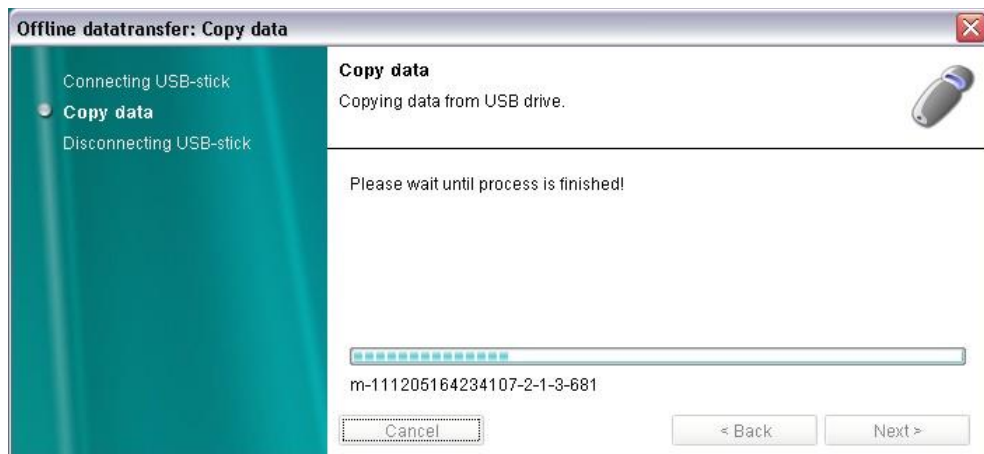 Offline datatransfer: Copy data
Connecting USB-stick
Copy data
Disconnecting USB-stick
Copy data
Copying data from USB drive.
Please wait until process is finished!
m-111205164234107-2-1-3-681
Cancel
< Back
Next >